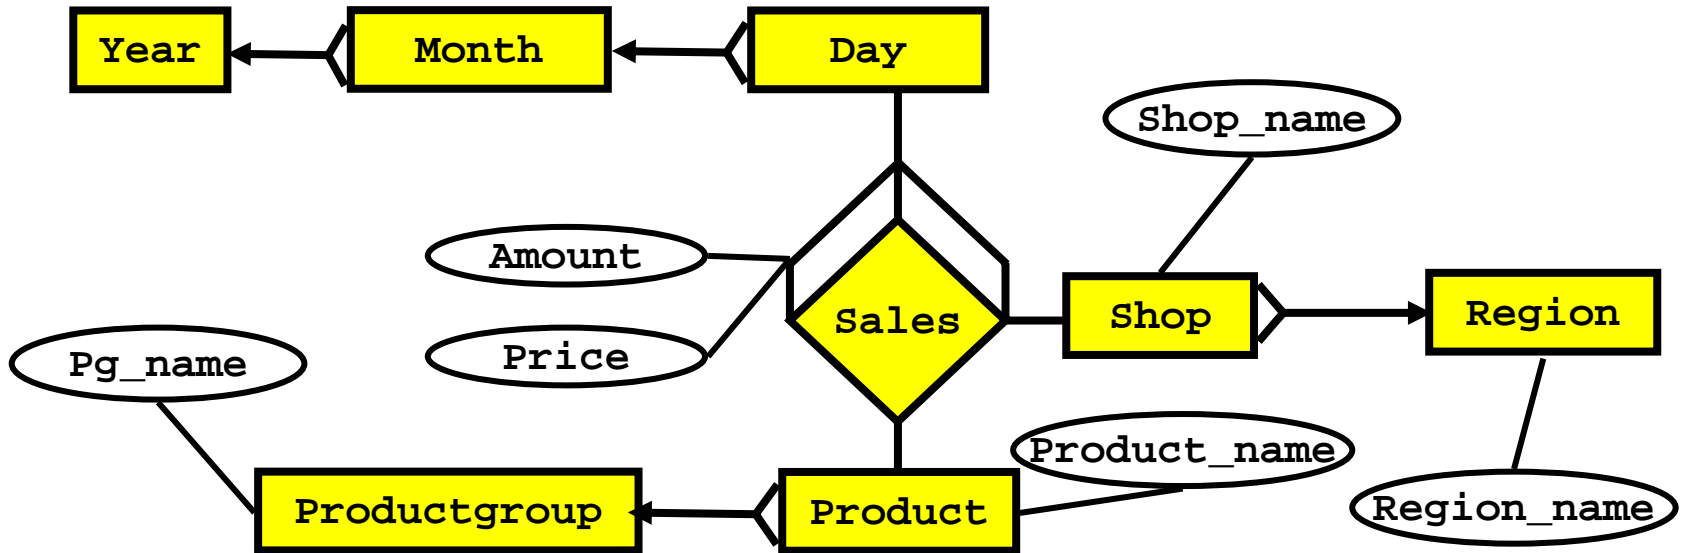 Year
Month
Day
Shop_name
Amount
Sales
Shop
Region
Price
Pg_name
Product_name
Productgroup
Product
Region_name